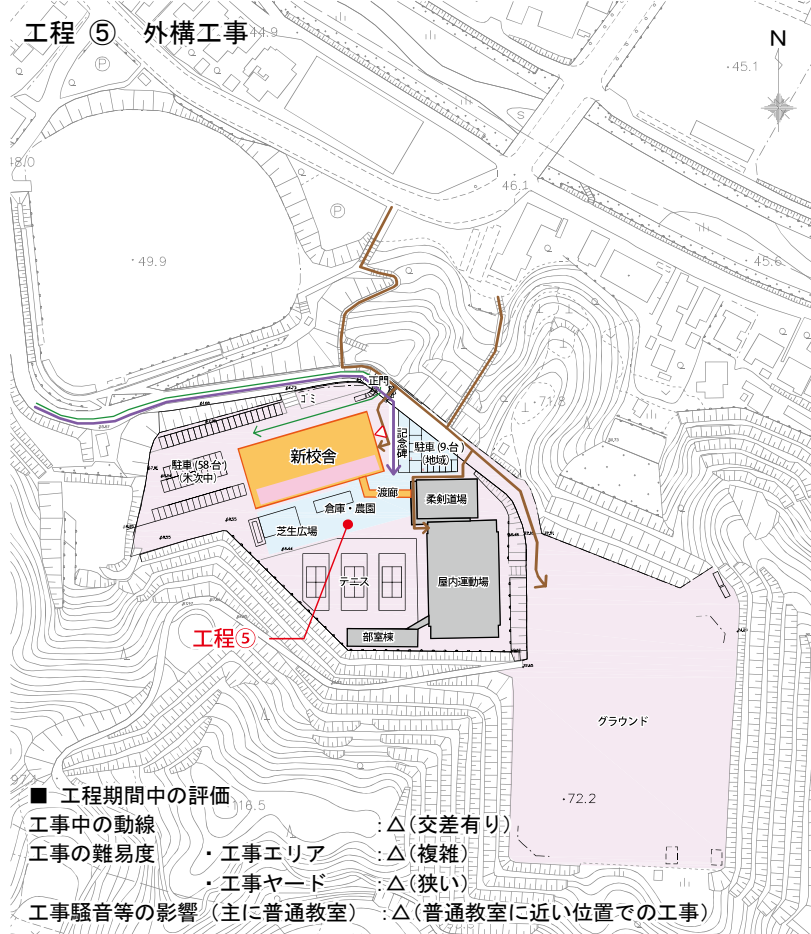 工程 ⑤ 外構工事
44.9
N
45.1
P
S
48.0
46.1
P
49.9
45.6
正門
ゴミ
71.8
記念碑
駐車(9台)
(地域)
新校舎
駐車(58台)
(木次中)
渡廊
柔剣道場
倉庫・農園
芝生広場
テニス
屋内運動場
工程⑤
部室棟
グラウンド
72.2
■ 工程期間中の評価
116.5
工事中の動線 :△(交差有り)
工事の難易度 ・工事エリア :△(複雑)
・工事ヤード :△(狭い)
工事騒音等の影響(主に普通教室) :△(普通教室に近い位置での工事)